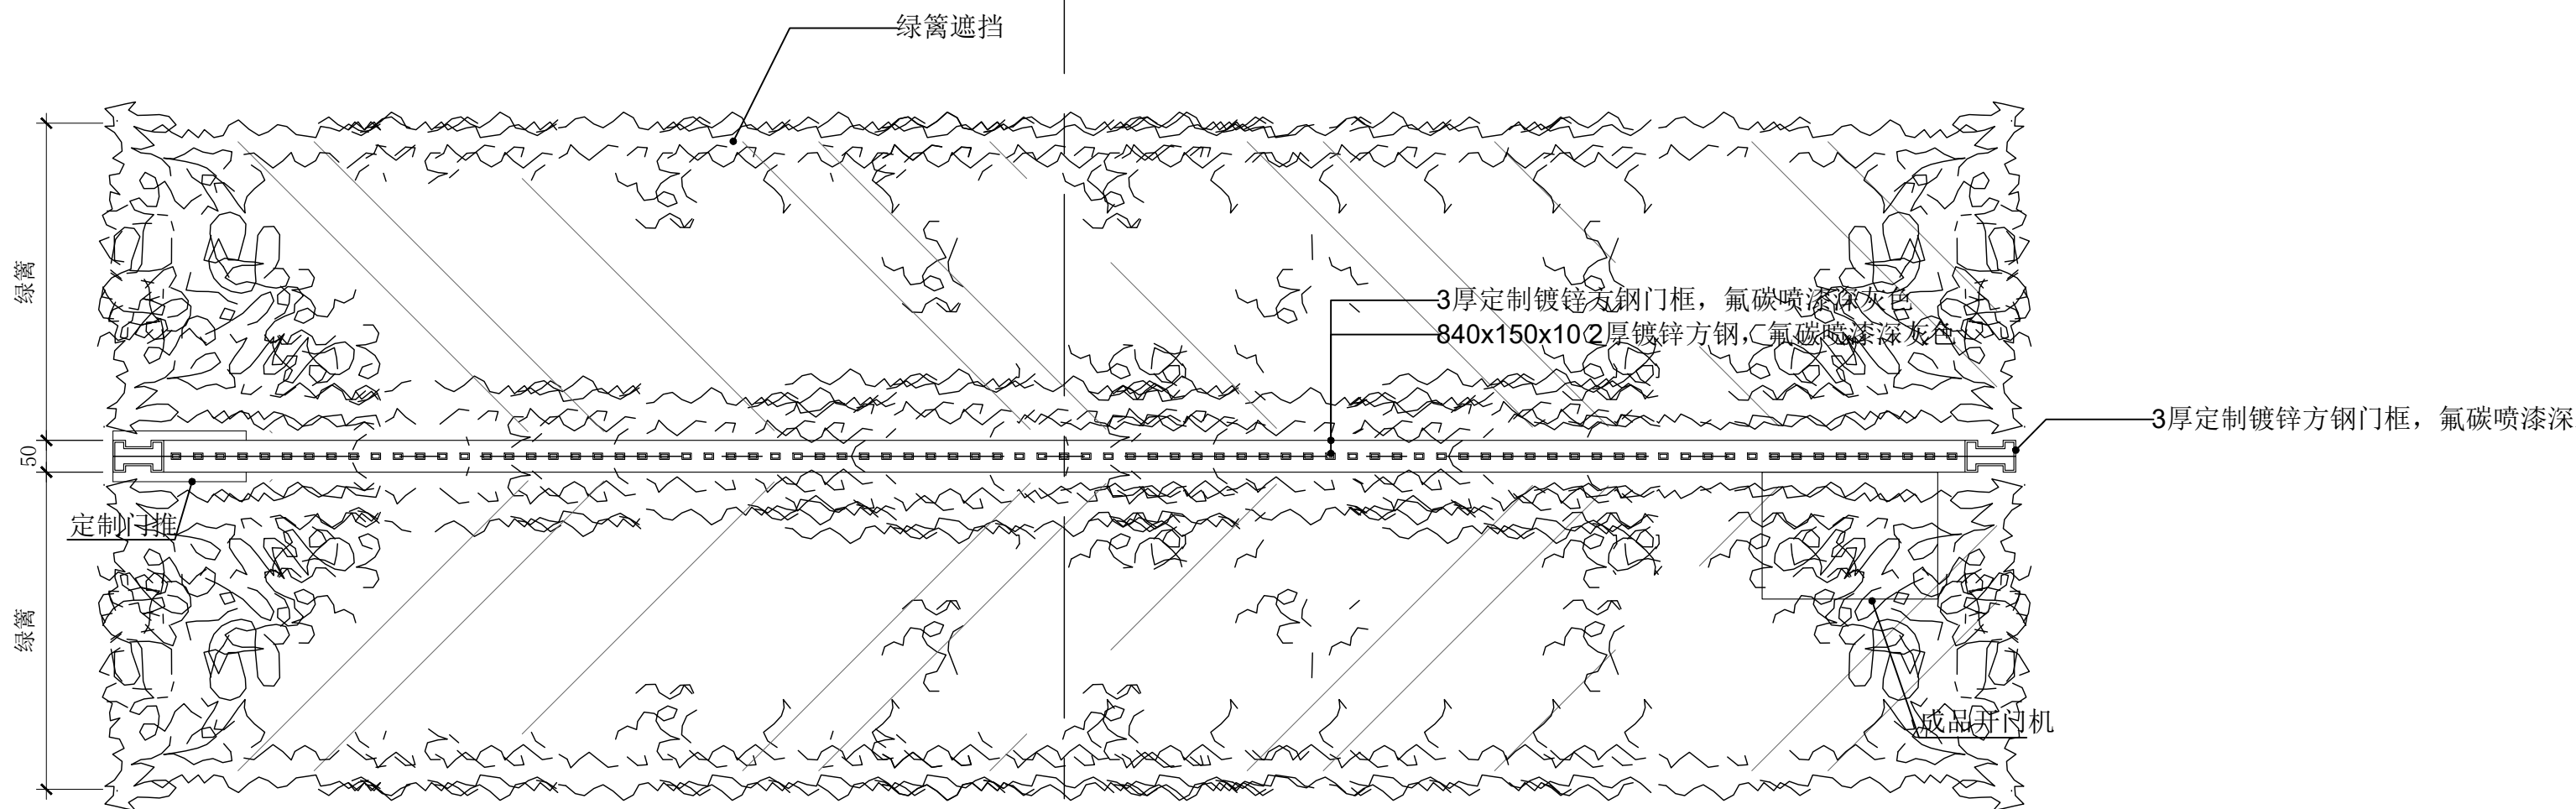 绿篱遮挡
绿篱
3厚定制镀锌方钢门框，氟碳喷漆深灰色
840x150x10 2厚镀锌方钢，氟碳喷漆深灰色
3厚定制镀锌方钢门框，氟碳喷漆深
50
定制门推
绿篱
成品开门机